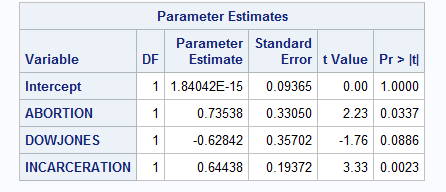 Parameter Estimates
Variable DF Parameter Estimate Standard Error t Value Pr > |t|
Intercept 1 1.84042E-15 0.09365 0.00 1.0000
ABORTION 1 0.73538 0.33050 2.23 0.0337
DOWJONES 1 -0.62842 0.35702 -1.76 0.0886
INCARCERATION 1 0.64438 0.19372 3.33 0.0023